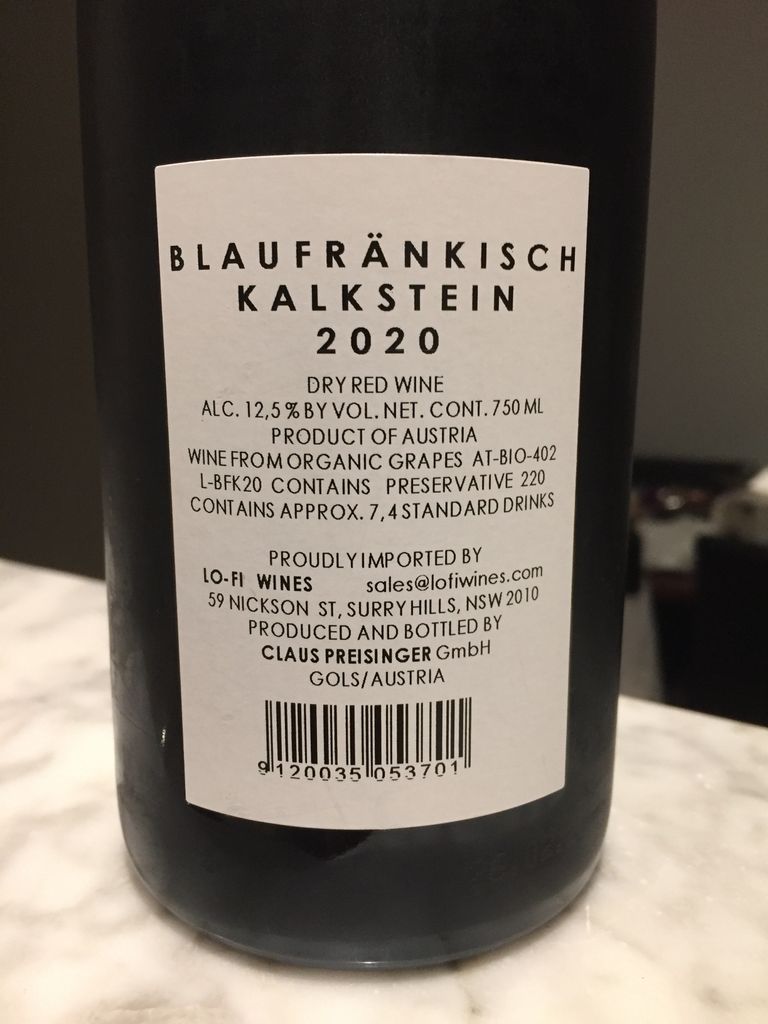 BLAUFRÄNKISCH
KALKSTEIN
2020
DRY RED WINE
ALC. 12,5 % BY VOL. NET. CONT. 750 ML
PRODUCT OF AUSTRIA
WINE FROM ORGANIC GRAPES AT-BIO-402
L-BFK20 CONTAINS PRESERVATIVE 220
CONTAINS APPROX. 7,4 STANDARD DRINKS
PROUDLY IMPORTED BY
LO-FI WINES sales@lofiwines.com
59 NICKSON ST, SURRY HILLS, NSW 2010
PRODUCED AND BOTTLED BY
CLAUS PREISINGER GmbH
GOLS/AUSTRIA
9 120035 053701